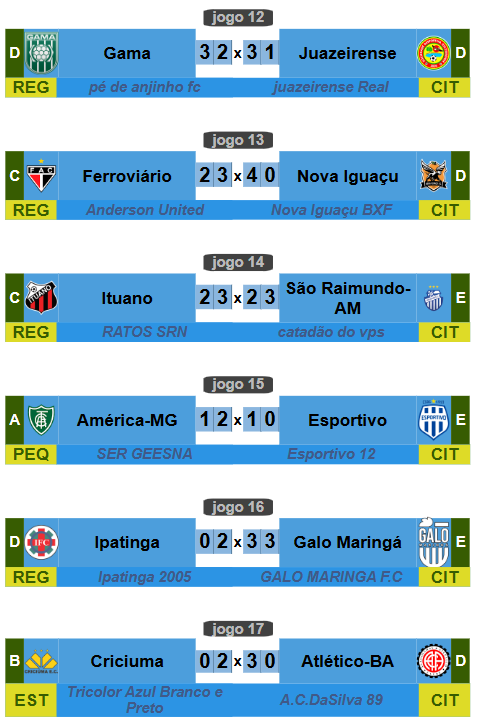 jogo 12
D Gama 3 2 x 3 1 Juazeirense D
REG pé de anjinho fc juazeirense Real CIT
jogo 13
C FAC Ferroviário 2 3 x 4 0 Nova Iguaçu D
REG Anderson United Nova Iguaçu BXF CIT
jogo 14
C ITUANO Ituano 2 3 x 2 3 São Raimundo-
AM E
REG RATOS SRN catadão do vps CIT
jogo 15
A América-MG 1 2 x 1 0 Esportivo ESPORTIVO E
PEQ SER GEESNA Esportivo 12 CIT
jogo 16
D IFC Ipatinga 0 2 x 3 3 Galo Maringá GALO E
REG Ipatinga 2005 GALO MARINGA F.C CIT
jogo 17
B CRICIUMA E.C. Criciuma 0 2 x 3 0 Atlético-BA D
EST Tricolor Azul Branco e
Preto A.C.DaSilva 89 CIT